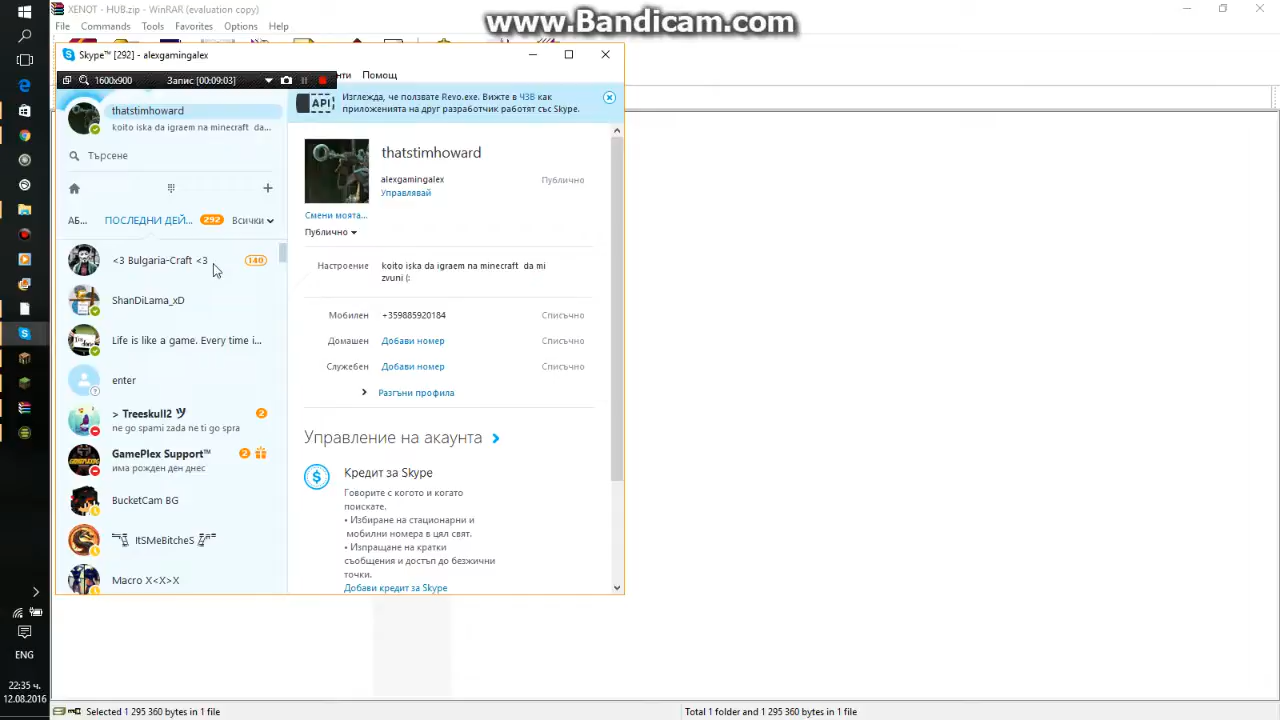 XENOT - HUB.zip - WinRAR (evaluation copy)
www.Bandicam.com
File Commands Tools Favorites Options Help
Skype™ [292] - alexgamingalex
1600x900 Запис [00:09:03]
нти Помощ
thatstimhoward
koito iska da igraem na minecraft da...
Търсене
АБ... ПОСЛЕДНИ ДЕЙ... 292 Всички
<3 Bulgaria-Craft <3 140
ShanDiLama_xD
Life is like a game. Every time i...
enter
> Treeskull2 ツ 2
ne go spami zada ne ti go spra
GamePlex Support™ 2
има рожден ден днес
BucketCam BG
ItSMeBitcheS
Macro X<X>X
API
Изглежда, че ползвате Revo.exe. Вижте в ЧЗВ как
приложенията на друг разработчик работят със Skype.
thatstimhoward
alexgamingalex Публично
Управлявай
Смени моята...
Публично
Настроение koito iska da igraem na minecraft da mi
zvuni (:
Мобилен +359885920184 Списъчно
Домашен Добави номер Списъчно
Служебен Добави номер Списъчно
Разгъни профила
Управление на акаунта
Кредит за Skype
Говорите с когото и когато
поискате.
• Избиране на стационарни и
мобилни номера в цял свят.
• Изпращане на кратки
съобщения и достъп до безжични
точки.
Добави кредит за Skype
ENG
22:35 ч.
12.08.2016
Selected 1 295 360 bytes in 1 file
Total 1 folder and 1 295 360 bytes in 1 file